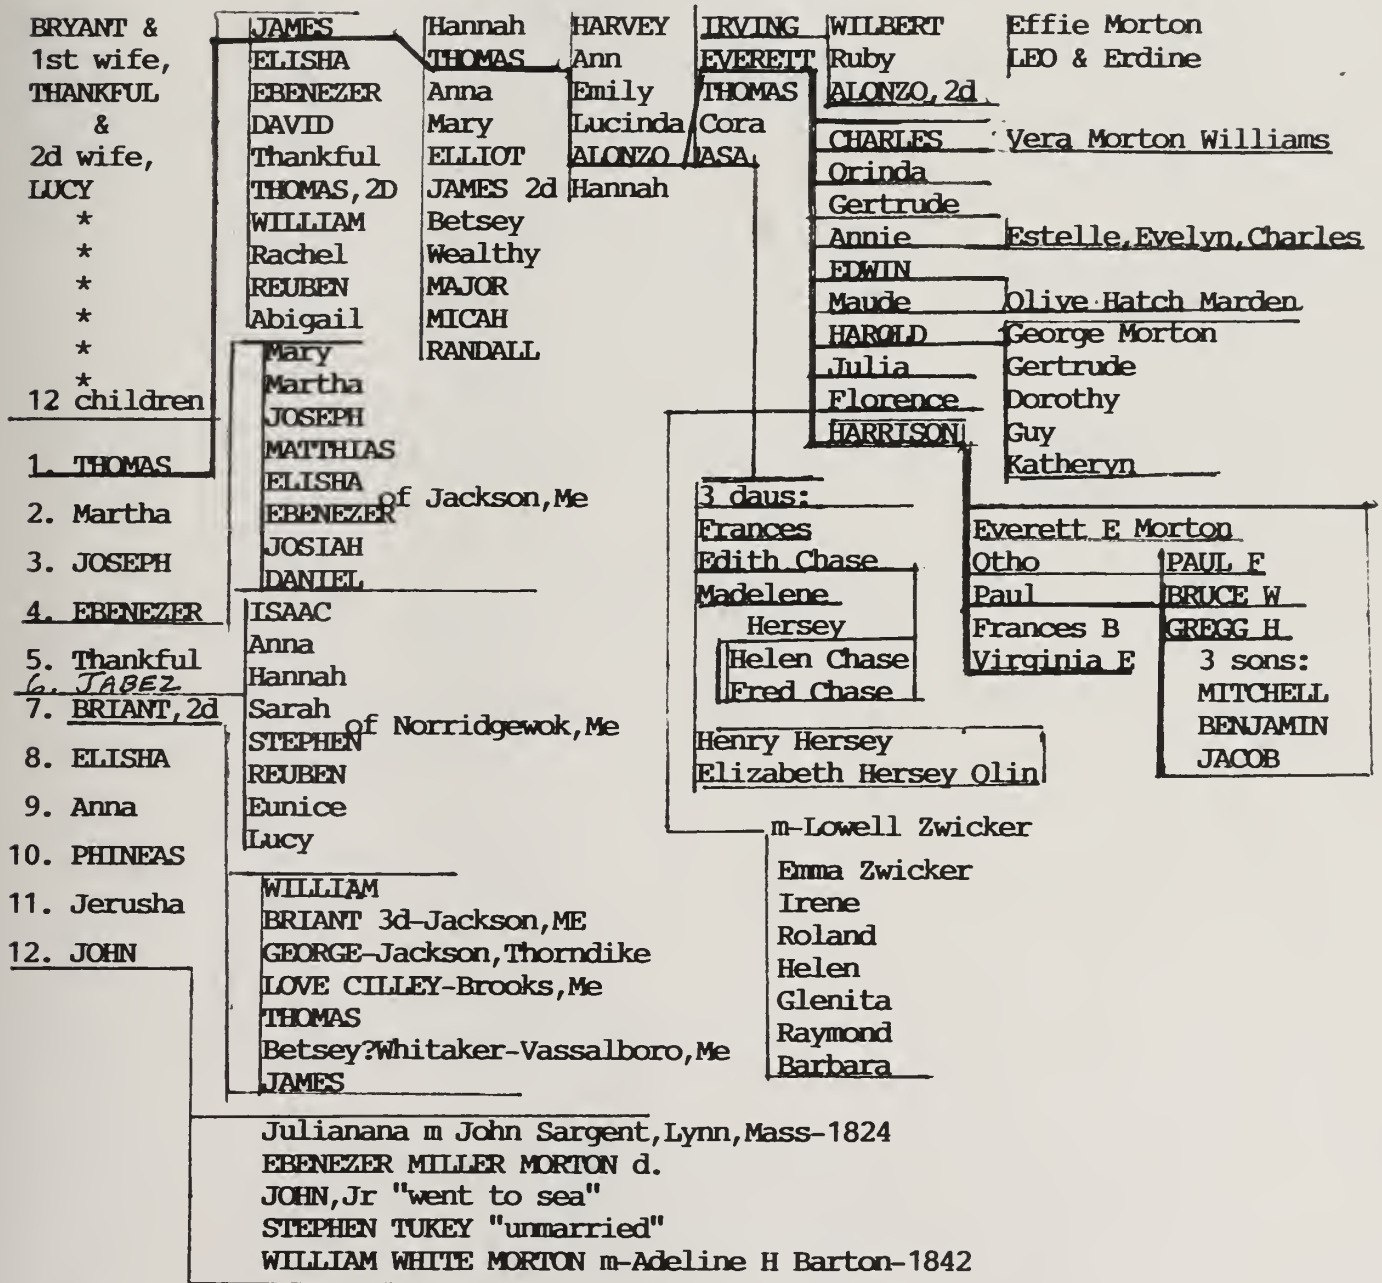 BRYANT &
1st wife,
THANKFUL
&
2d wife,
LUCY
*
*
*
*
*
*
12 children
1. THOMAS
2. Martha
3. JOSEPH
4. EBENEZER
5. Thankful
6. JABEZ
7. BRIANT,2d
8. ELISHA
9. Anna
10. PHINEAS
11. Jerusha
12. JOHN
JAMES
ELISHA
EBENEZER
DAVID
Thankful
THOMAS,2D
WILLIAM
Rachel
REUBEN
Abigail
Mary
Martha
JOSEPH
MATTHIAS
ELISHA
EBENEZER of Jackson,Me
JOSIAH
DANIEL
ISAAC
Anna
Hannah
Sarah
STEPHEN of Norridgewok,Me
REUBEN
Eunice
Lucy
WILLIAM
BRIANT 3d-Jackson,ME
GEORGE-Jackson,Thorndike
LOVE CILLEY-Brooks,Me
THOMAS
Betsey?Whitaker-Vassalboro,Me
JAMES
Julianana m John Sargent,Lynn,Mass-1824
EBENEZER MILLER MORTON d.
JOHN,Jr "went to sea"
STEPHEN TUKEY "unmarried"
WILLIAM WHITE MORTON m-Adeline H Barton-1842
Hannah
THOMAS
Anna
Mary
ELLIOT
JAMES 2d
Betsey
Wealthy
MAJOR
MICAH
RANDALL
HARVEY
Ann
Emily
Lucinda
ALONZO
Hannah
IRVING
EVERETT
THOMAS
Cora
ASA
WILBERT
Ruby
ALONZO,2d
CHARLES
Orinda
Gertrude
Annie
EDWIN
Maude
HAROLD
Julia
Florence
HARRISON
Effie Morton
LEO & Erdine
Vera Morton Williams
Estelle,Evelyn,Charles
Olive Hatch Marden
George Morton
Gertrude
Dorothy
Guy
Katheryn
3 daus:
Frances
Edith Chase
Madelene
Hersey
Helen Chase
Fred Chase
Henry Hersey
Elizabeth Hersey Olin
Everett E Morton
Otho
Paul
Frances B
Virginia E
PAUL F
BRUCE W
GREGG H
3 sons:
MITCHELL
BENJAMIN
JACOB
m-Lowell Zwicker
Emma Zwicker
Irene
Roland
Helen
Glenita
Raymond
Barbara